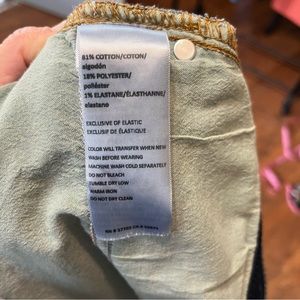 81% COTTON/COTON/
algodón
18% POLYESTER/
poliéster
1% ELASTANE/ÉLASTHANNE/
elastano
EXCLUSIVE OF ELASTIC
EXCLUSIF DE ÉLASTIQUE
COLOR WILL TRANSFER WHEN NEW
WASH BEFORE WEARING
MACHINE WASH COLD SEPARATELY
DO NOT BLEACH
TUMBLE DRY LOW
WARM IRON
DO NOT DRY CLEAN